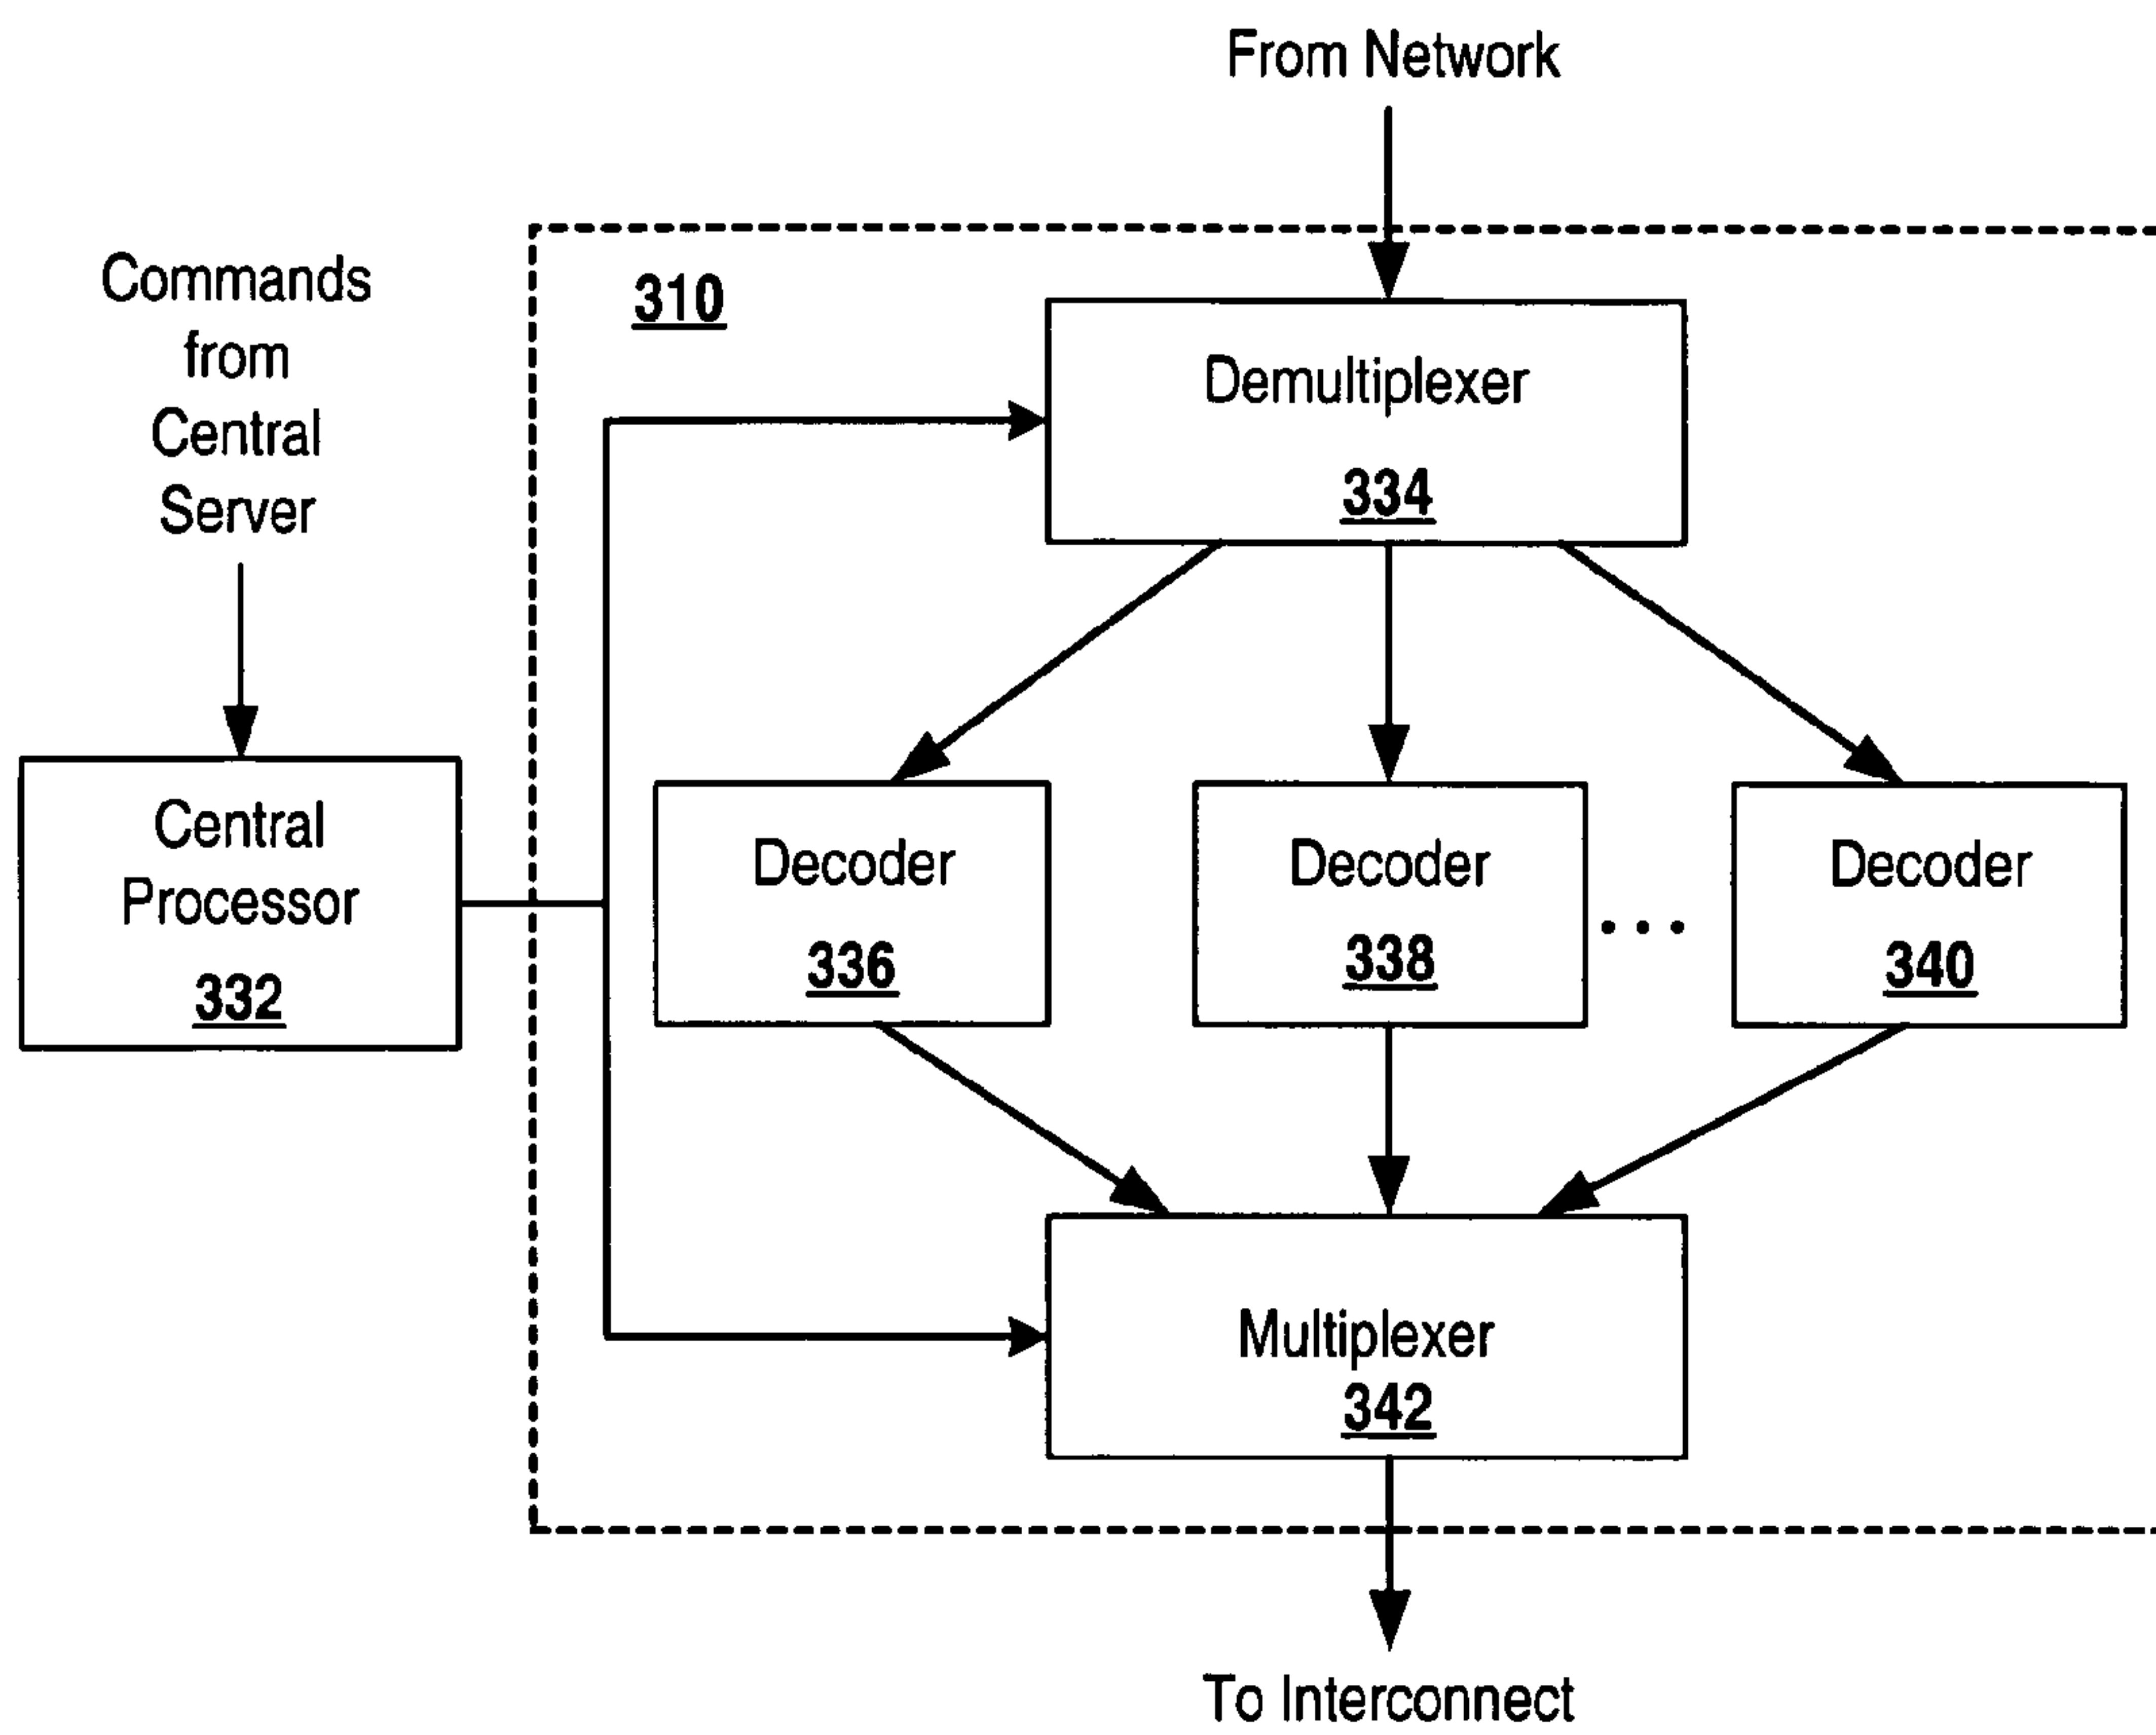 From Network
Commands
from
Central
Server
310
Demultiplexer
334
Central
Processor
332
Decoder
336
Decoder
338
. . .
Decoder
340
Multiplexer
342
To Interconnect